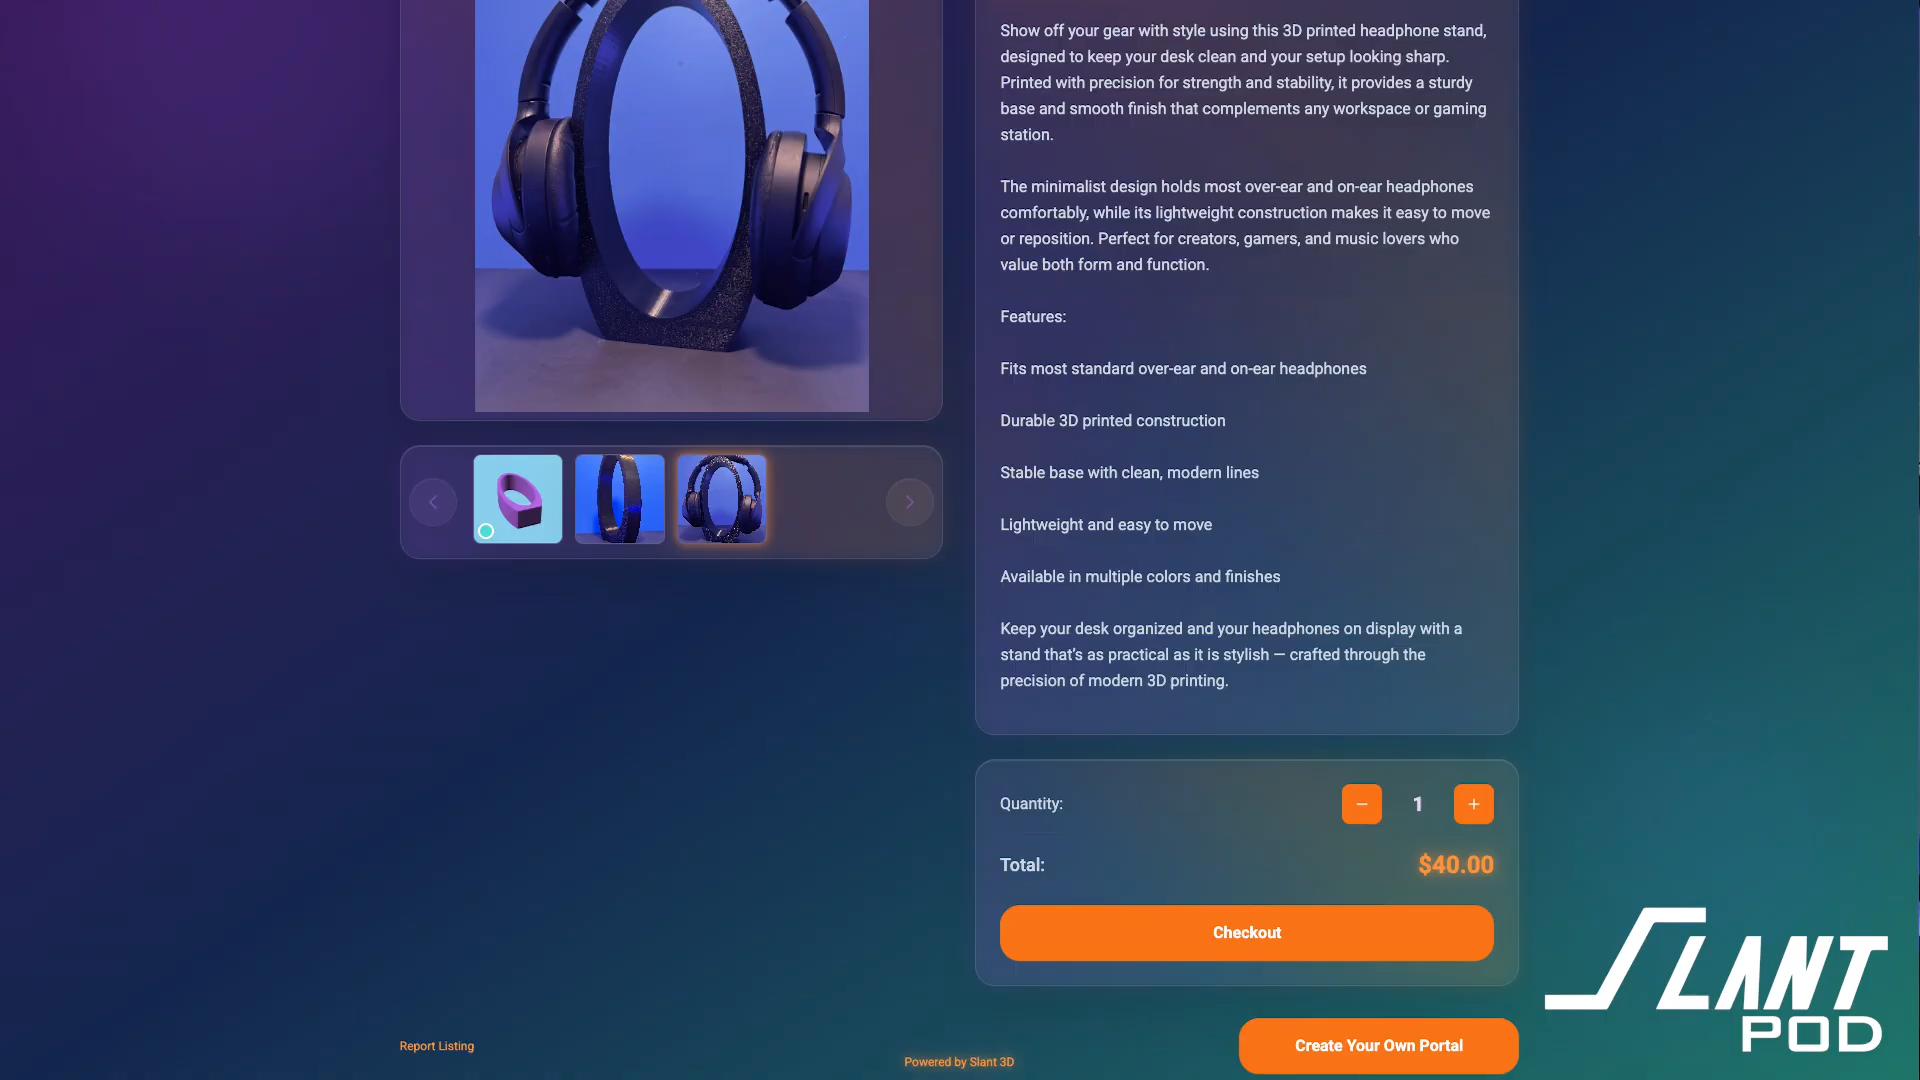 Show off your gear with style using this 3D printed headphone stand,
designed to keep your desk clean and your setup looking sharp.
Printed with precision for strength and stability, it provides a sturdy
base and smooth finish that complements any workspace or gaming
station.
The minimalist design holds most over-ear and on-ear headphones
comfortably, while its lightweight construction makes it easy to move
or reposition. Perfect for creators, gamers, and music lovers who
value both form and function.
Features:
Fits most standard over-ear and on-ear headphones
Durable 3D printed construction
Stable base with clean, modern lines
Lightweight and easy to move
Available in multiple colors and finishes
Keep your desk organized and your headphones on display with a
stand that's as practical as it is stylish — crafted through the
precision of modern 3D printing.
Quantity: − 1 +
Total: $40.00
Checkout
Report Listing
Powered by Slant 3D
Create Your Own Portal
SLANT
POD